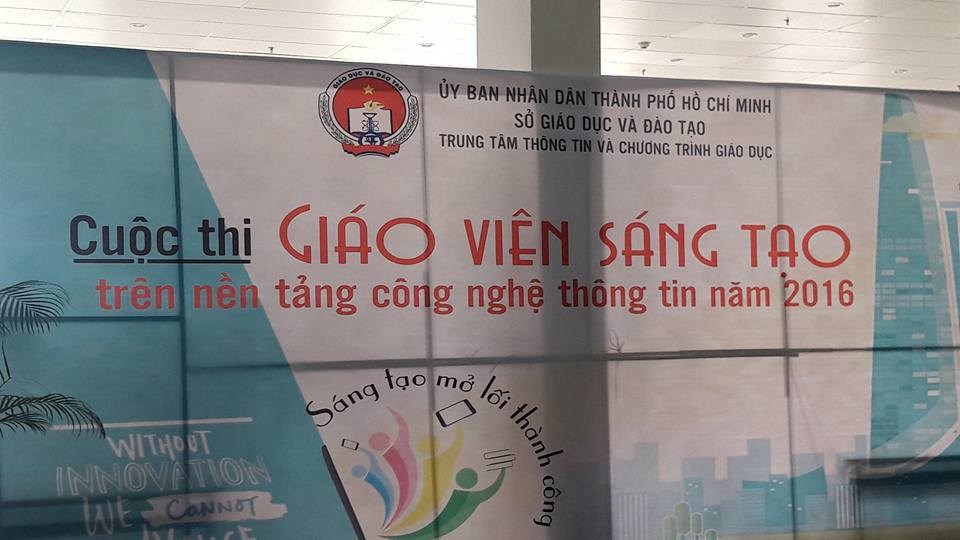 GIÁO DỤC VÀ ĐÀO TẠO
ỦY BAN NHÂN DÂN THÀNH PHỐ HỒ CHÍ MINH
SỞ GIÁO DỤC VÀ ĐÀO TẠO
TRUNG TÂM THÔNG TIN VÀ CHƯƠNG TRÌNH GIÁO DỤC
Cuộc thi GIÁO VIÊN SÁNG TẠO
trên nền tảng công nghệ thông tin năm 2016
Sáng tạo mở lối thành công
WITHOUT
INNOVATION
WE CANNOT